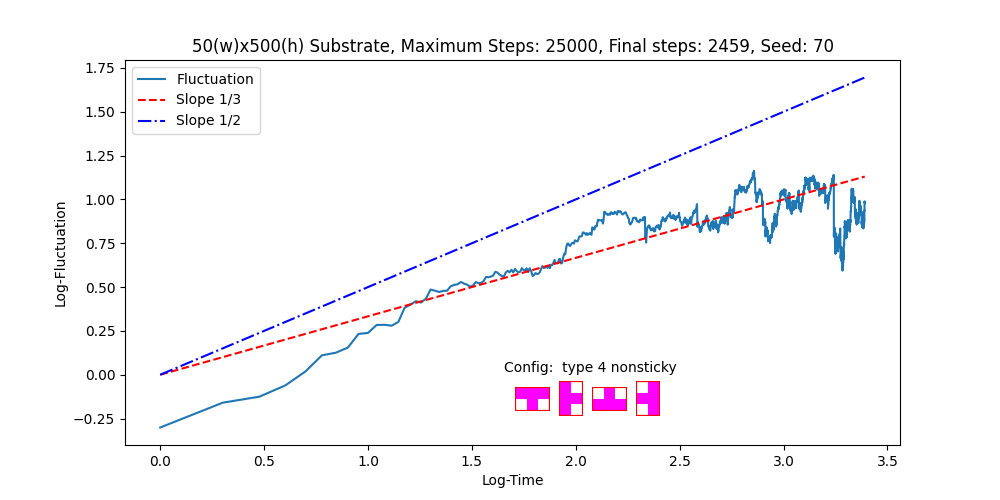 50(w)x500(h) Substrate, Maximum Steps: 25000, Final steps: 2459, Seed: 70
Fluctuation
Slope 1/3
Slope 1/2
1.75
1.50
1.25
1.00
0.75
0.50
0.25
0.00
−0.25
Log-Fluctuation
Config:  type 4 nonsticky
0.0 0.5 1.0 1.5 2.0 2.5 3.0 3.5
Log-Time